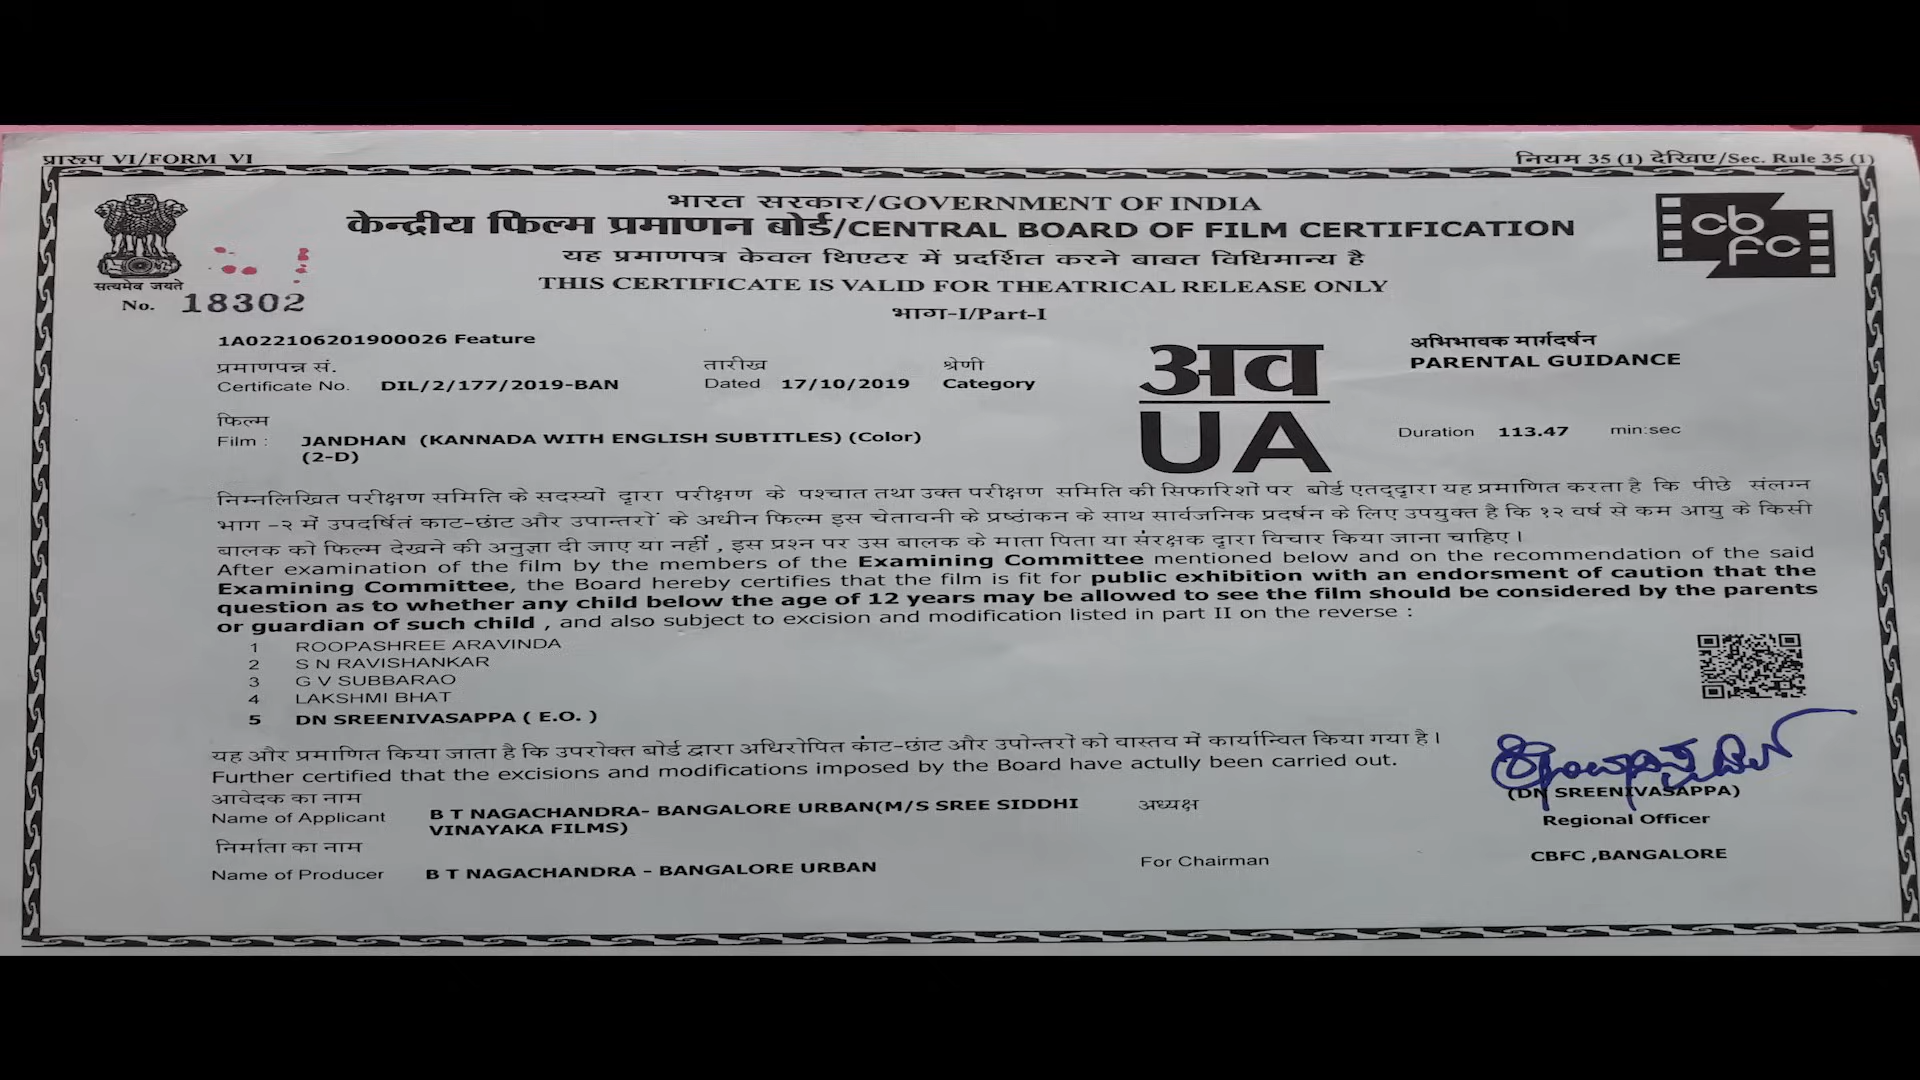 प्रारूप VI/FORM VI
नियम 35 (1) देखिए/Sec. Rule 35 (1)
भारत सरकार/GOVERNMENT OF INDIA
केन्द्रीय फिल्म प्रमाणन बोर्ड/CENTRAL BOARD OF FILM CERTIFICATION
cbfc
यह प्रमाणपत्र केवल थिएटर में प्रदर्शित करने बाबत विधिमान्य है
सत्यमेव जयते
THIS CERTIFICATE IS VALID FOR THEATRICAL RELEASE ONLY
No. 18302
भाग-I/Part-I
1A022106201900026 Feature
अभिभावक मार्गदर्षन
PARENTAL GUIDANCE
प्रमाणपत्र सं. तारीख श्रेणी
Certificate No. DIL/2/177/2019-BAN Dated 17/10/2019 Category
अव
UA
फिल्म
Film : JANDHAN (KANNADA WITH ENGLISH SUBTITLES) (Color)
(2-D)
Duration 113.47 min:sec
निम्नलिखित परीक्षण समिति के सदस्यों द्वारा परीक्षण के पश्चात तथा उक्त परीक्षण समिति की सिफारिशों पर बोर्ड एतद्द्वारा यह प्रमाणित करता है कि पीछे संलग्न
भाग -२ में उपदर्षितं काट-छांट और उपान्तरों के अधीन फिल्म इस चेतावनी के प्रष्ठांकन के साथ सार्वजनिक प्रदर्षन के लिए उपयुक्त है कि १२ वर्ष से कम आयु के किसी
बालक को फिल्म देखने की अनुज्ञा दी जाए या नहीं , इस प्रश्न पर उस बालक के माता पिता या संरक्षक द्वारा विचार किया जाना चाहिए ।
After examination of the film by the members of the Examining Committee mentioned below and on the recommendation of the said
Examining Committee, the Board hereby certifies that the film is fit for public exhibition with an endorsment of caution that the
question as to whether any child below the age of 12 years may be allowed to see the film should be considered by the parents
or guardian of such child , and also subject to excision and modification listed in part II on the reverse :
1 ROOPASHREE ARAVINDA
2 S N RAVISHANKAR
3 G V SUBBARAO
4 LAKSHMI BHAT
5 DN SREENIVASAPPA ( E.O. )
यह और प्रमाणित किया जाता है कि उपरोक्त बोर्ड द्वारा अधिरोपित कांट-छांट और उपोन्तरों को वास्तव में कार्यान्वित किया गया है ।
Further certified that the excisions and modifications imposed by the Board have actully been carried out.
आवेदक का नाम
Name of Applicant B T NAGACHANDRA- BANGALORE URBAN(M/S SREE SIDDHI
VINAYAKA FILMS)
अध्यक्ष
(DN SREENIVASAPPA)
Regional Officer
निर्माता का नाम
Name of Producer B T NAGACHANDRA - BANGALORE URBAN
For Chairman
CBFC ,BANGALORE